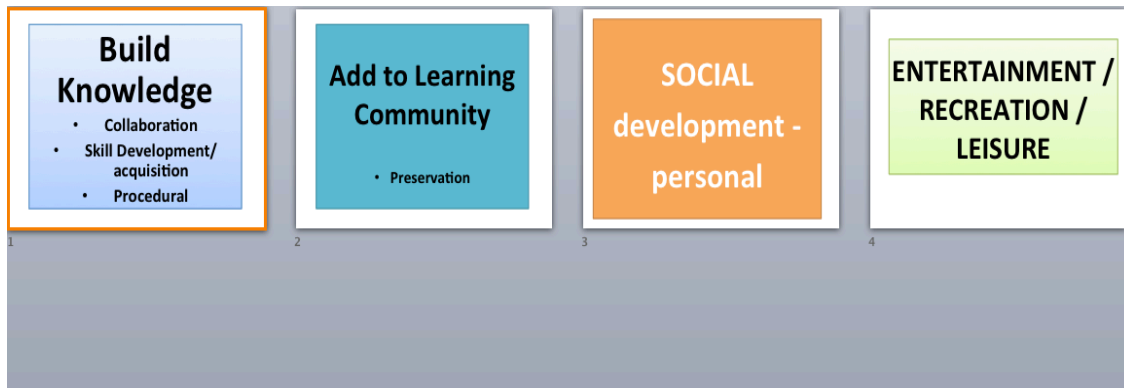 Build
Knowledge
• Collaboration
• Skill Development/
acquisition
• Procedural
1
Add to Learning
Community
• Preservation
2
SOCIAL
development -
personal
3
ENTERTAINMENT /
RECREATION /
LEISURE
4